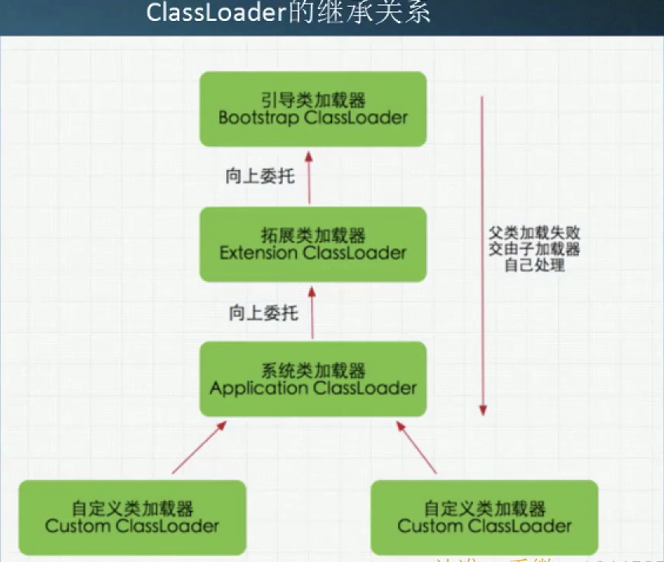 ClassLoader的继承关系
引导类加载器
Bootstrap ClassLoader
向上委托
拓展类加载器
Extension ClassLoader
父类加载失败
交由子加载器
自己处理
向上委托
系统类加载器
Application ClassLoader
自定义类加载器
Custom ClassLoader
自定义类加载器
Custom ClassLoader